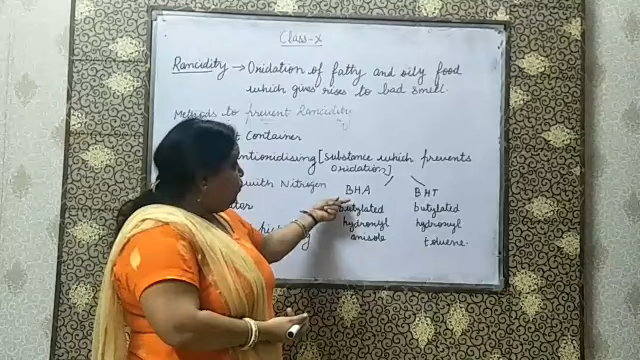 Class-X
Rancidity → Oxidation of fatty and oily food
which gives rises to bad smell.
Methods to prevent Rancidity
t Container
antioxidising [substance which prevents
oxidation]
with Nitrogen
BHA BHT
butylated butylated
hydroxyl hydroxyl
anisole toluene.